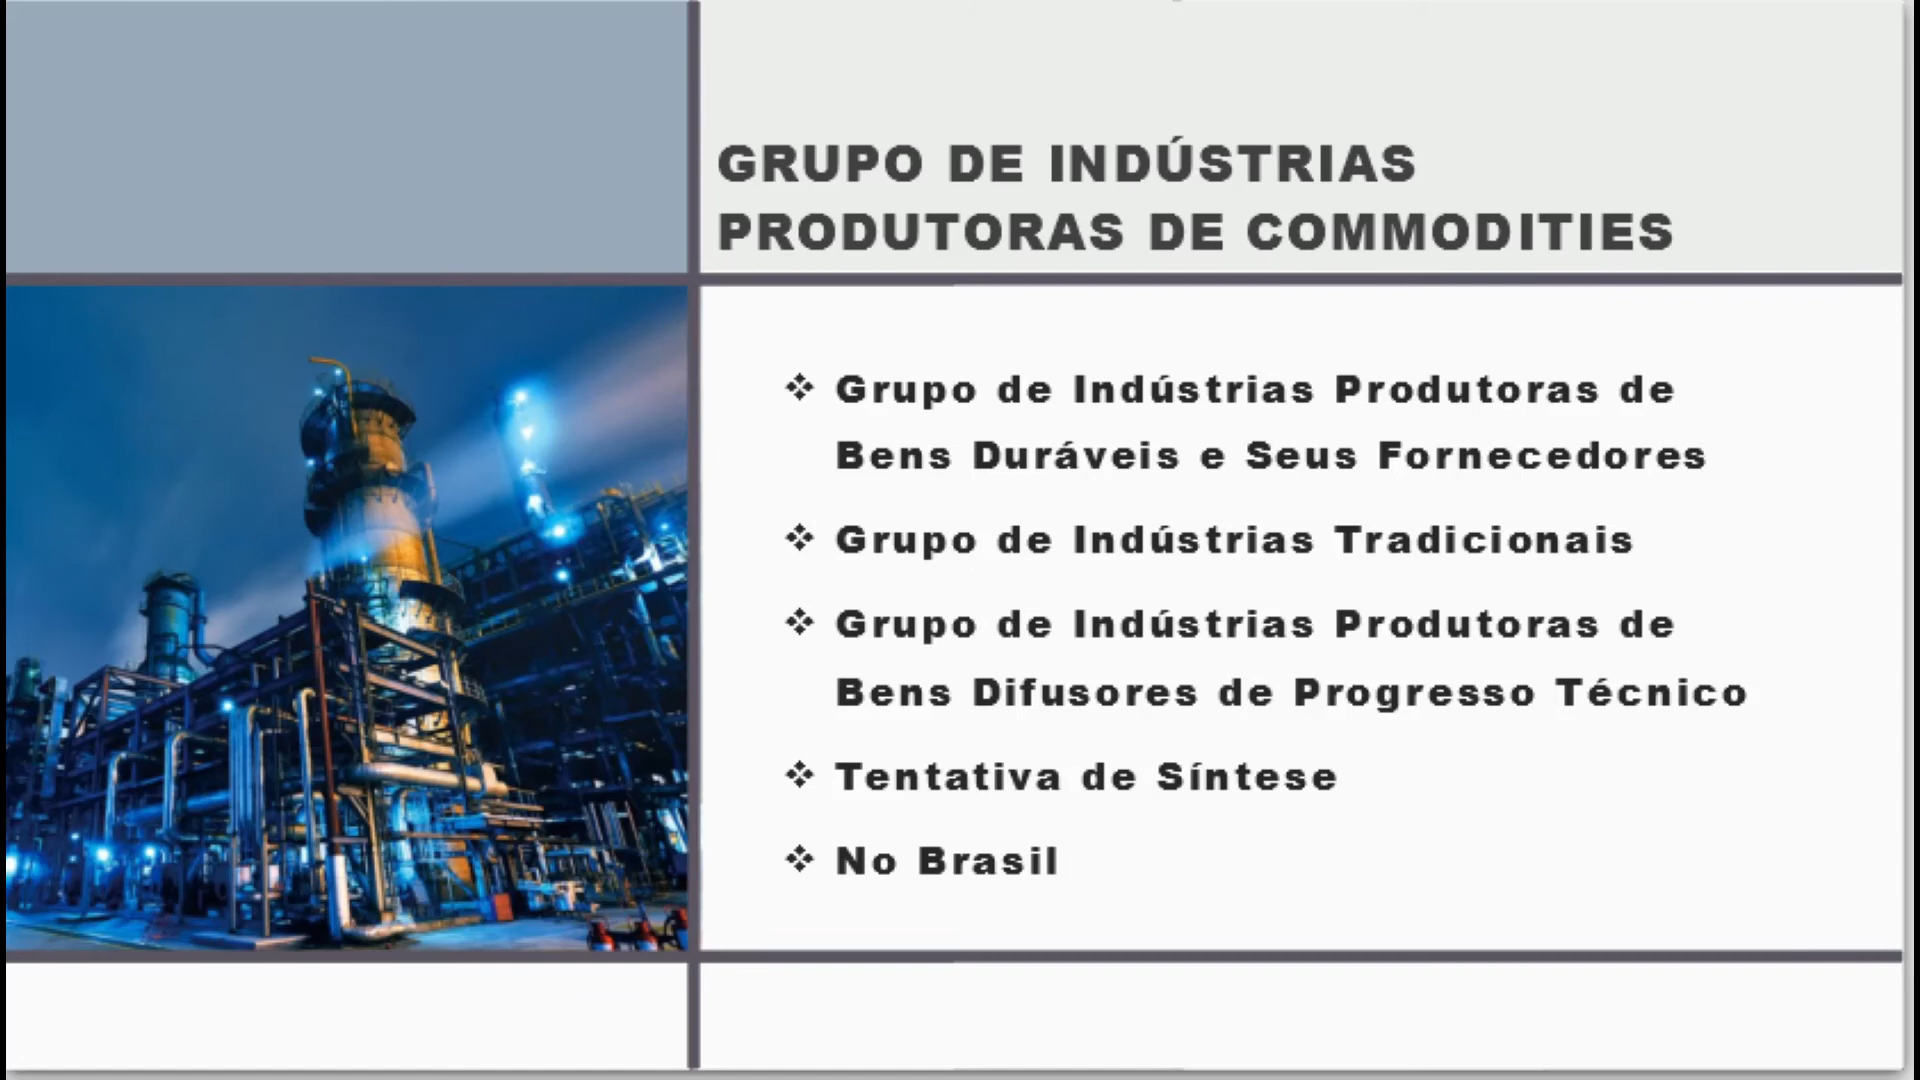 GRUPO DE INDÚSTRIAS
PRODUTORAS DE COMMODITIES
❖ Grupo de Indústrias Produtoras de
Bens Duráveis e Seus Fornecedores
❖ Grupo de Indústrias Tradicionais
❖ Grupo de Indústrias Produtoras de
Bens Difusores de Progresso Técnico
❖ Tentativa de Síntese
❖ No Brasil